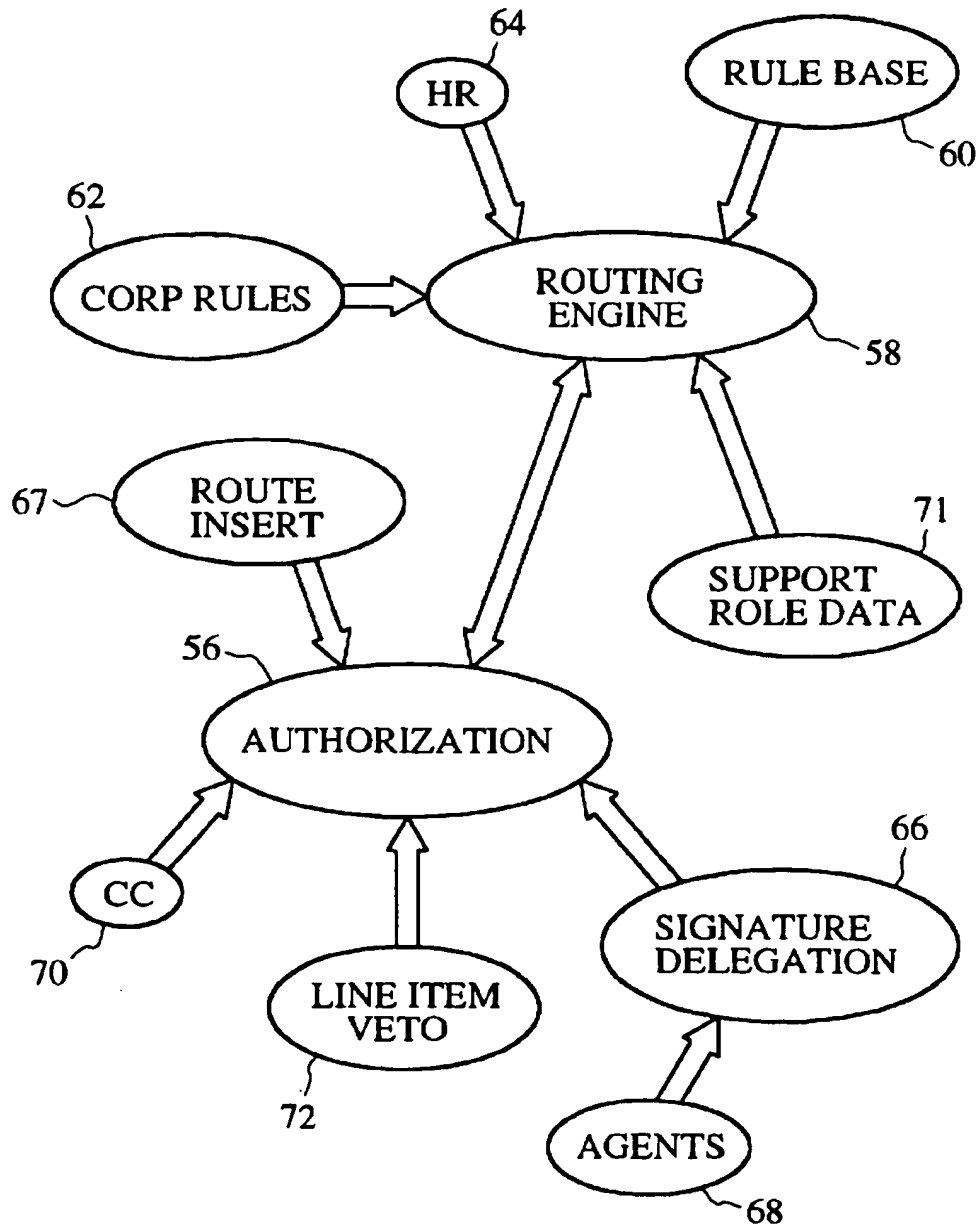 64
HR
RULE BASE
60
62
CORP RULES
ROUTING
ENGINE
58
67
ROUTE
INSERT
71
SUPPORT
ROLE DATA
56
AUTHORIZATION
66
CC
70
SIGNATURE
DELEGATION
LINE ITEM
VETO
72
AGENTS
68